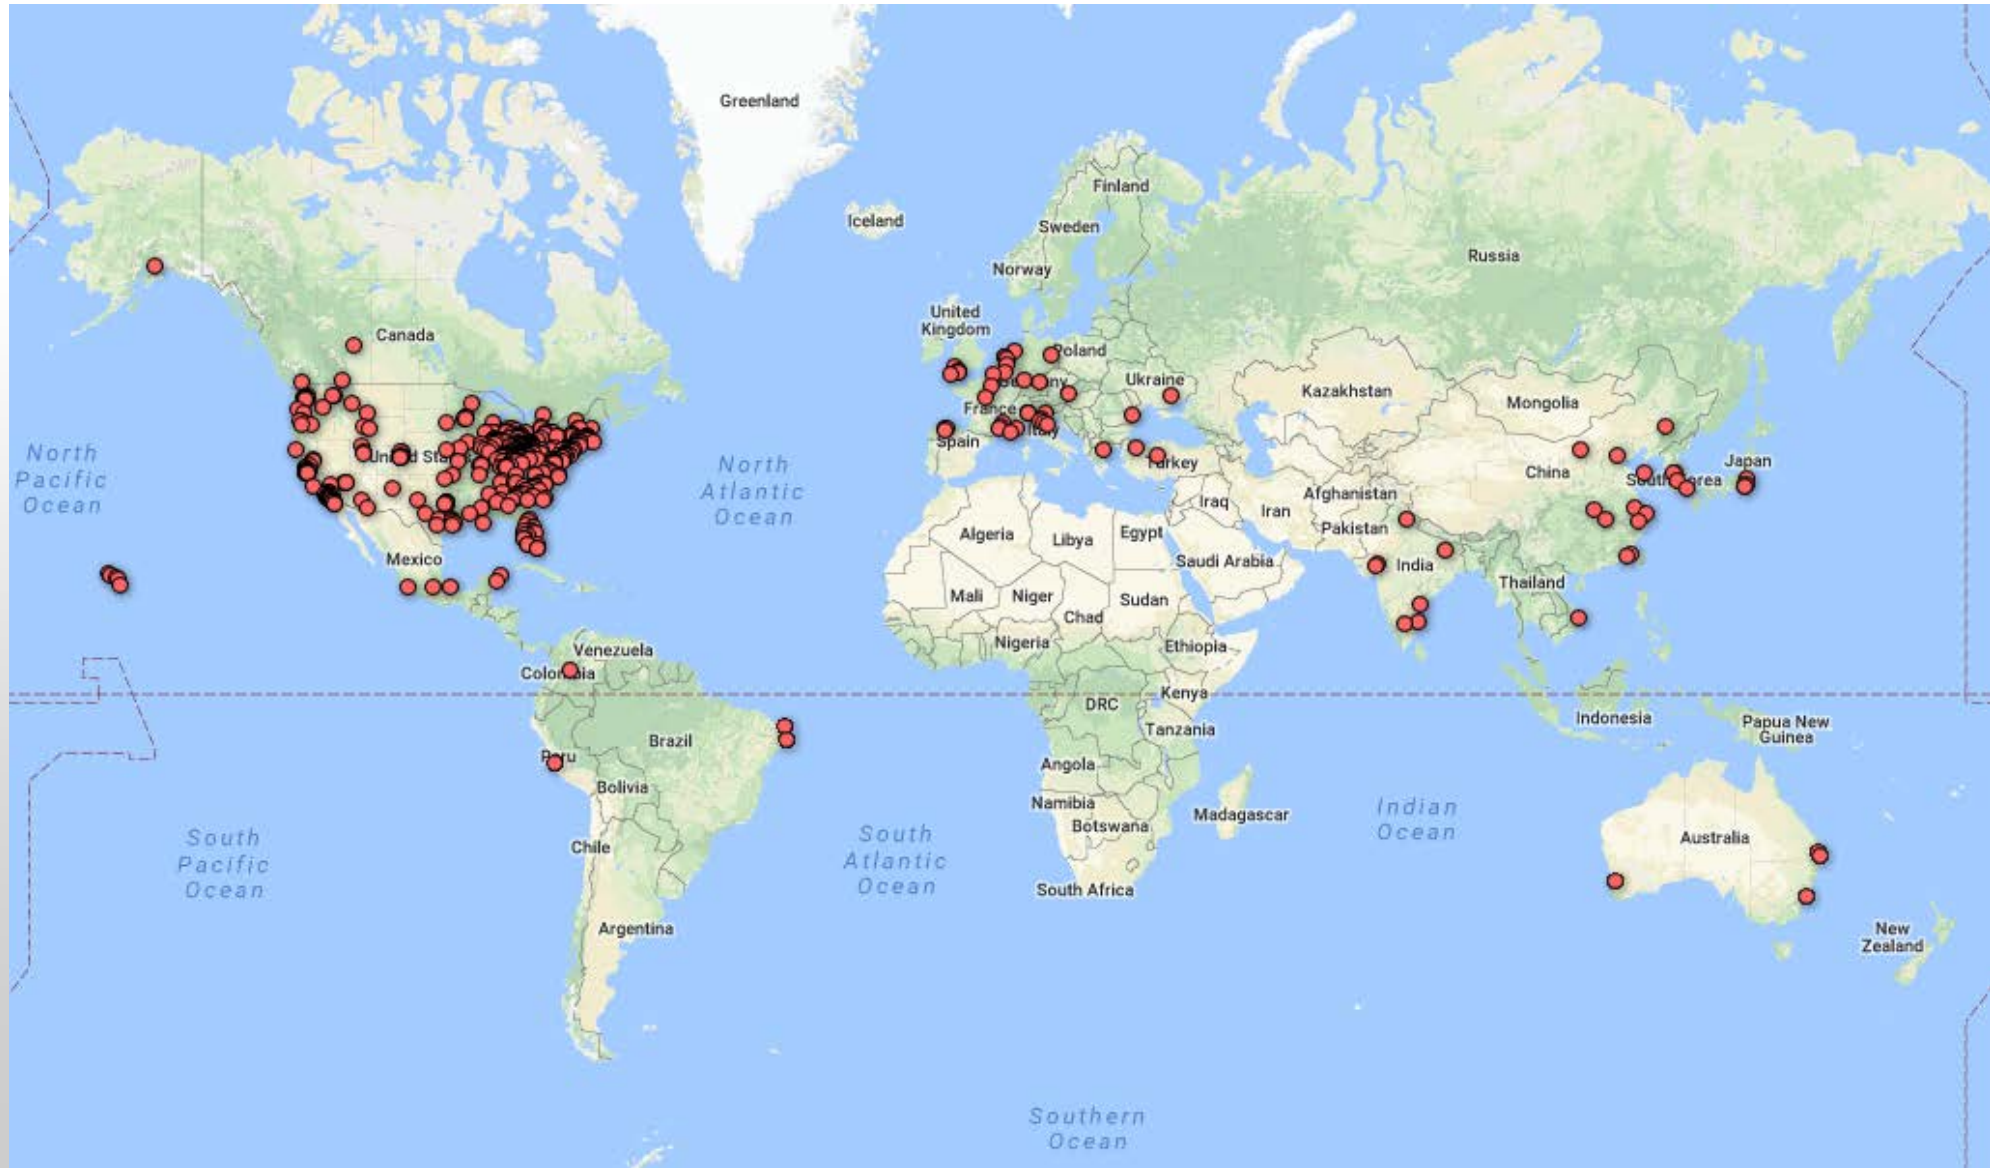 Greenland
Finland
Iceland
Sweden
Russia
Norway
United
Kingdom
Canada
Poland
Ukraine
Kazakhstan
Mongolia
France
Spain
Italy
North
Pacific
Ocean
North
Atlantic
Ocean
Turkey
China
Japan
Iraq
Iran
Afghanistan
Pakistan
Algeria
Libya
Egypt
Saudi Arabia
Mexico
India
Thailand
Mali
Niger
Chad
Sudan
Nigeria
Ethiopia
Venezuela
Kenya
DRC
Tanzania
Indonesia
Papua New
Guinea
Brazil
Bolivia
Angola
Namibia
Botswana
Madagascar
Indian
Ocean
South
Pacific
Ocean
South
Atlantic
Ocean
Chile
Australia
South Africa
Argentina
New
Zealand
Southern
Ocean